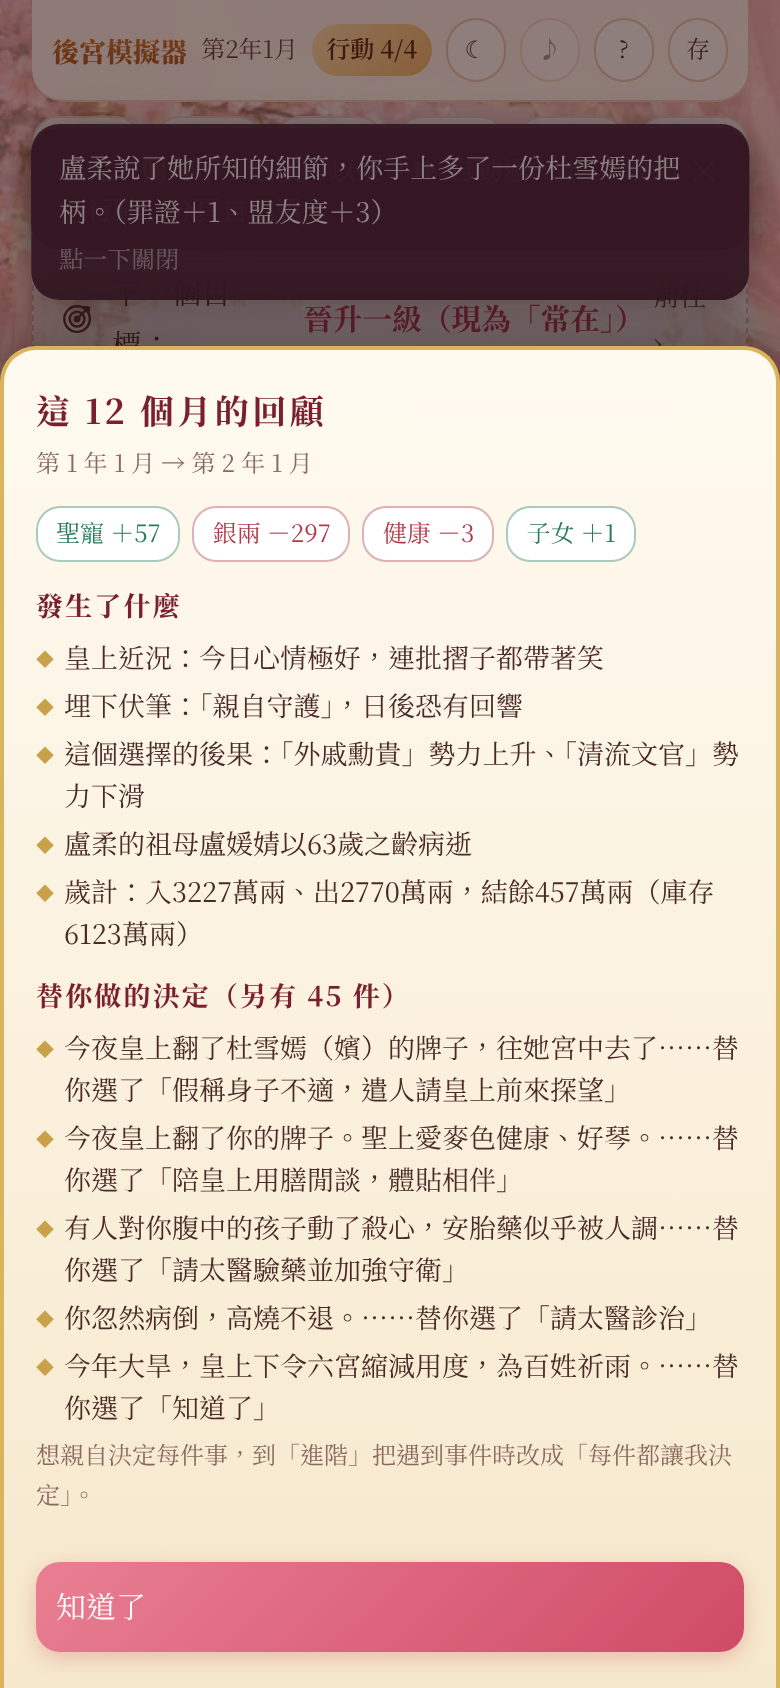 後宮模擬器 第2年1月 行動 4/4 ☾ ♪ ? 存
盧柔說了她所知的細節，你手上多了一份杜雪嫣的把
柄。（罪證＋1、盟友度＋3）
點一下關閉
晉升一級（現為「常在」）
標：
這 12 個月的回顧
第 1 年 1 月 → 第 2 年 1 月
聖寵 ＋57 銀兩 －297 健康 －3 子女 ＋1
發生了什麼
◆ 皇上近況：今日心情極好，連批摺子都帶著笑
◆ 埋下伏筆：「親自守護」，日後恐有回響
◆ 這個選擇的後果：「外戚勳貴」勢力上升、「清流文官」勢
力下滑
◆ 盧柔的祖母盧媛婧以63歲之齡病逝
◆ 歲計：入3227萬兩、出2770萬兩，結餘457萬兩（庫存
6123萬兩）
替你做的決定（另有 45 件）
◆ 今夜皇上翻了杜雪嫣（嬪）的牌子，往她宮中去了⋯⋯替
你選了「假稱身子不適，遣人請皇上前來探望」
◆ 今夜皇上翻了你的牌子。聖上愛麥色健康、好琴。⋯⋯替
你選了「陪皇上用膳閒談，體貼相伴」
◆ 有人對你腹中的孩子動了殺心，安胎藥似乎被人調⋯⋯替
你選了「請太醫驗藥並加強守衛」
◆ 你忽然病倒，高燒不退。⋯⋯替你選了「請太醫診治」
◆ 今年大旱，皇上下令六宮縮減用度，為百姓祈雨。⋯⋯替
你選了「知道了」
想親自決定每件事，到「進階」把遇到事件時改成「每件都讓我決
定」。
知道了